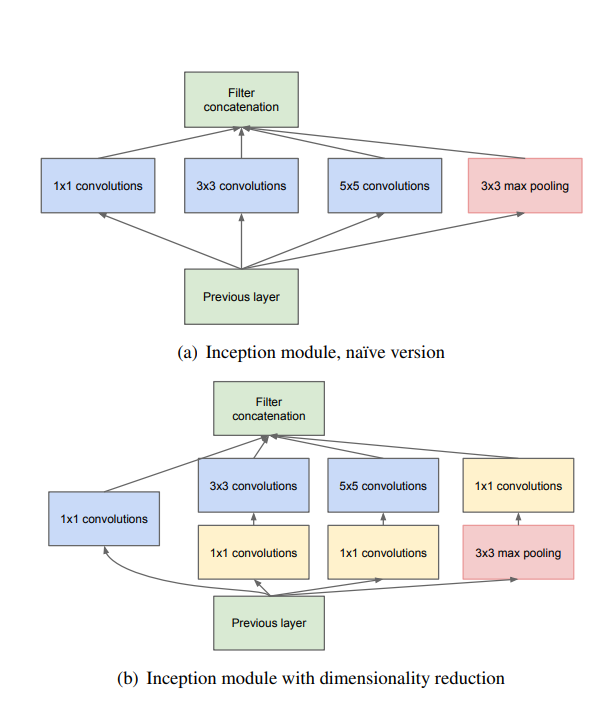 Filter
concatenation
1x1 convolutions
3x3 convolutions
5x5 convolutions
3x3 max pooling
Previous layer
(a) Inception module, naïve version
Filter
concatenation
3x3 convolutions
5x5 convolutions
1x1 convolutions
1x1 convolutions
1x1 convolutions
1x1 convolutions
3x3 max pooling
Previous layer
(b) Inception module with dimensionality reduction